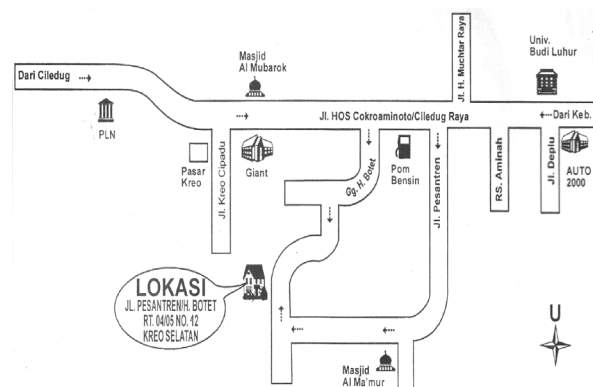 Dari Ciledug
PLN
Masjid
Al Mubarok
Jl. HOS Cokroaminoto/Ciledug Raya
Jl. H. Muchtar Raya
Univ.
Budi Luhur
Dari Keb.
Pasar
Kreo
Jl. Kreo Cipadu
Giant
Gg. H. Botet
Pom
Bensin
Jl. Pesantren
RS. Aminah
Jl. Deplu
AUTO
2000
LOKASI
JL. PESANTREN/H. BOTET
RT. 04/05 NO. 12
KREO SELATAN
Masjid
Al Ma'mur
U